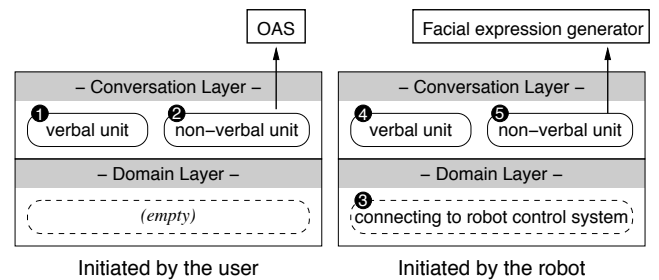 OAS
Facial expression generator
– Conversation Layer –
– Conversation Layer –
1 verbal unit
2 non–verbal unit
4 verbal unit
5 non–verbal unit
– Domain Layer –
– Domain Layer –
(empty)
3 connecting to robot control system
Initiated by the user
Initiated by the robot